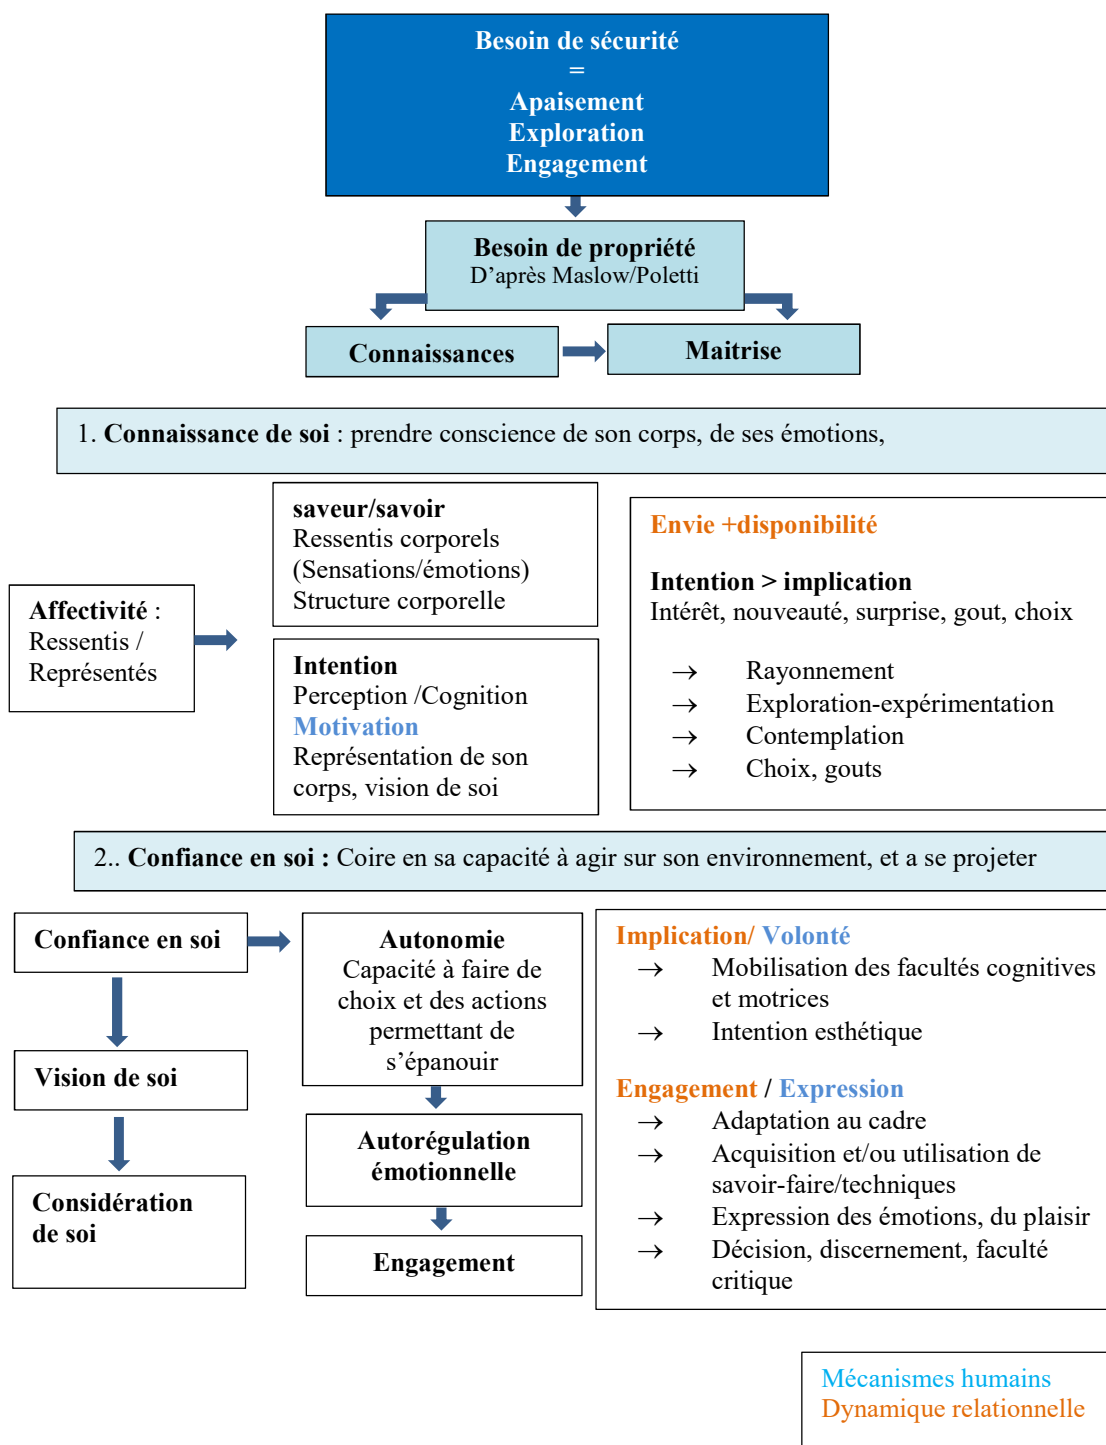 Besoin de sécurité
=
Apaisement
Exploration
Engagement
Besoin de propriété
D’après Maslow/Poletti
Connaissances
Maitrise
1. Connaissance de soi : prendre conscience de son corps, de ses émotions,
Affectivité :
Ressentis /
Représentés
saveur/savoir
Ressentis corporels
(Sensations/émotions)
Structure corporelle
Intention
Perception /Cognition
Motivation
Représentation de son
corps, vision de soi
Envie +disponibilité
Intention > implication
Intérêt, nouveauté, surprise, gout, choix
→ Rayonnement
→ Exploration-expérimentation
→ Contemplation
→ Choix, gouts
2.. Confiance en soi : Coire en sa capacité à agir sur son environnement, et a se projeter
Confiance en soi
Vision de soi
Considération
de soi
Autonomie
Capacité à faire de
choix et des actions
permettant de
s’épanouir
Autorégulation
émotionnelle
Engagement
Implication/ Volonté
→ Mobilisation des facultés cognitives
et motrices
→ Intention esthétique
Engagement / Expression
→ Adaptation au cadre
→ Acquisition et/ou utilisation de
savoir-faire/techniques
→ Expression des émotions, du plaisir
→ Décision, discernement, faculté
critique
Mécanismes humains
Dynamique relationnelle